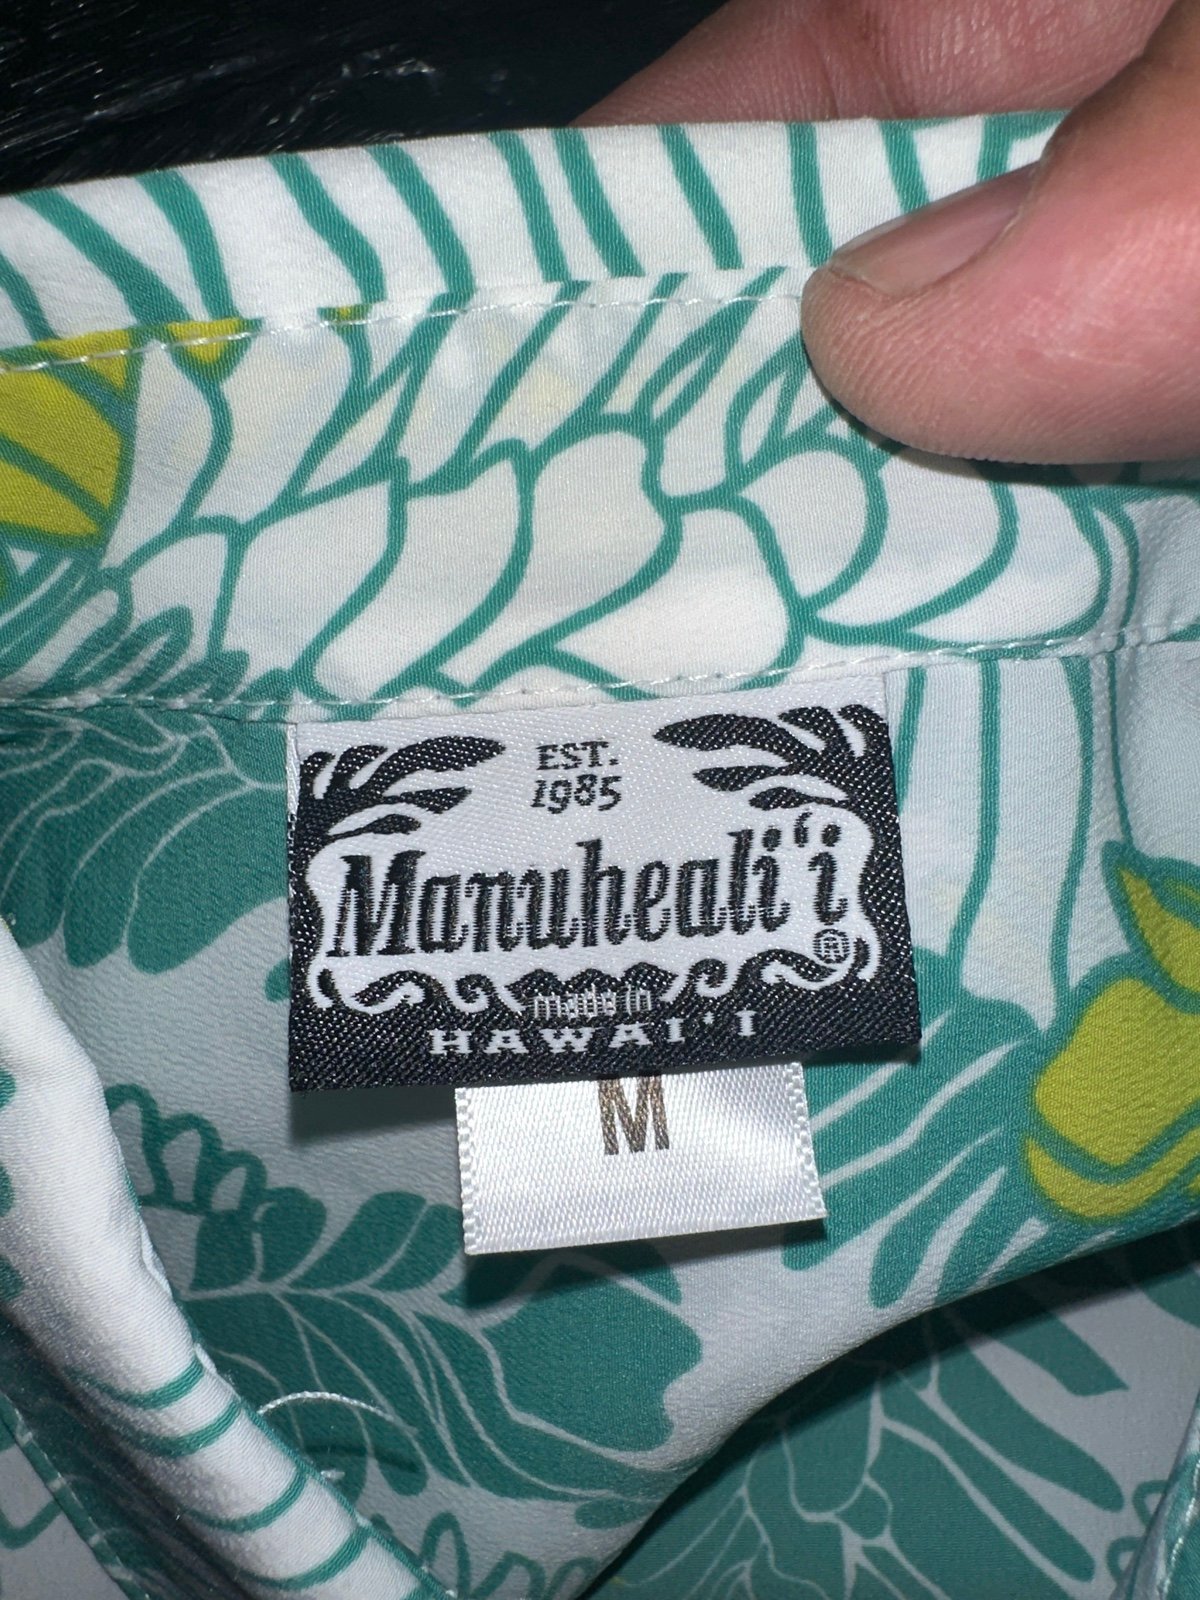 EST.
1985
Manuheali‘i®
made in
HAWAI‘I
M